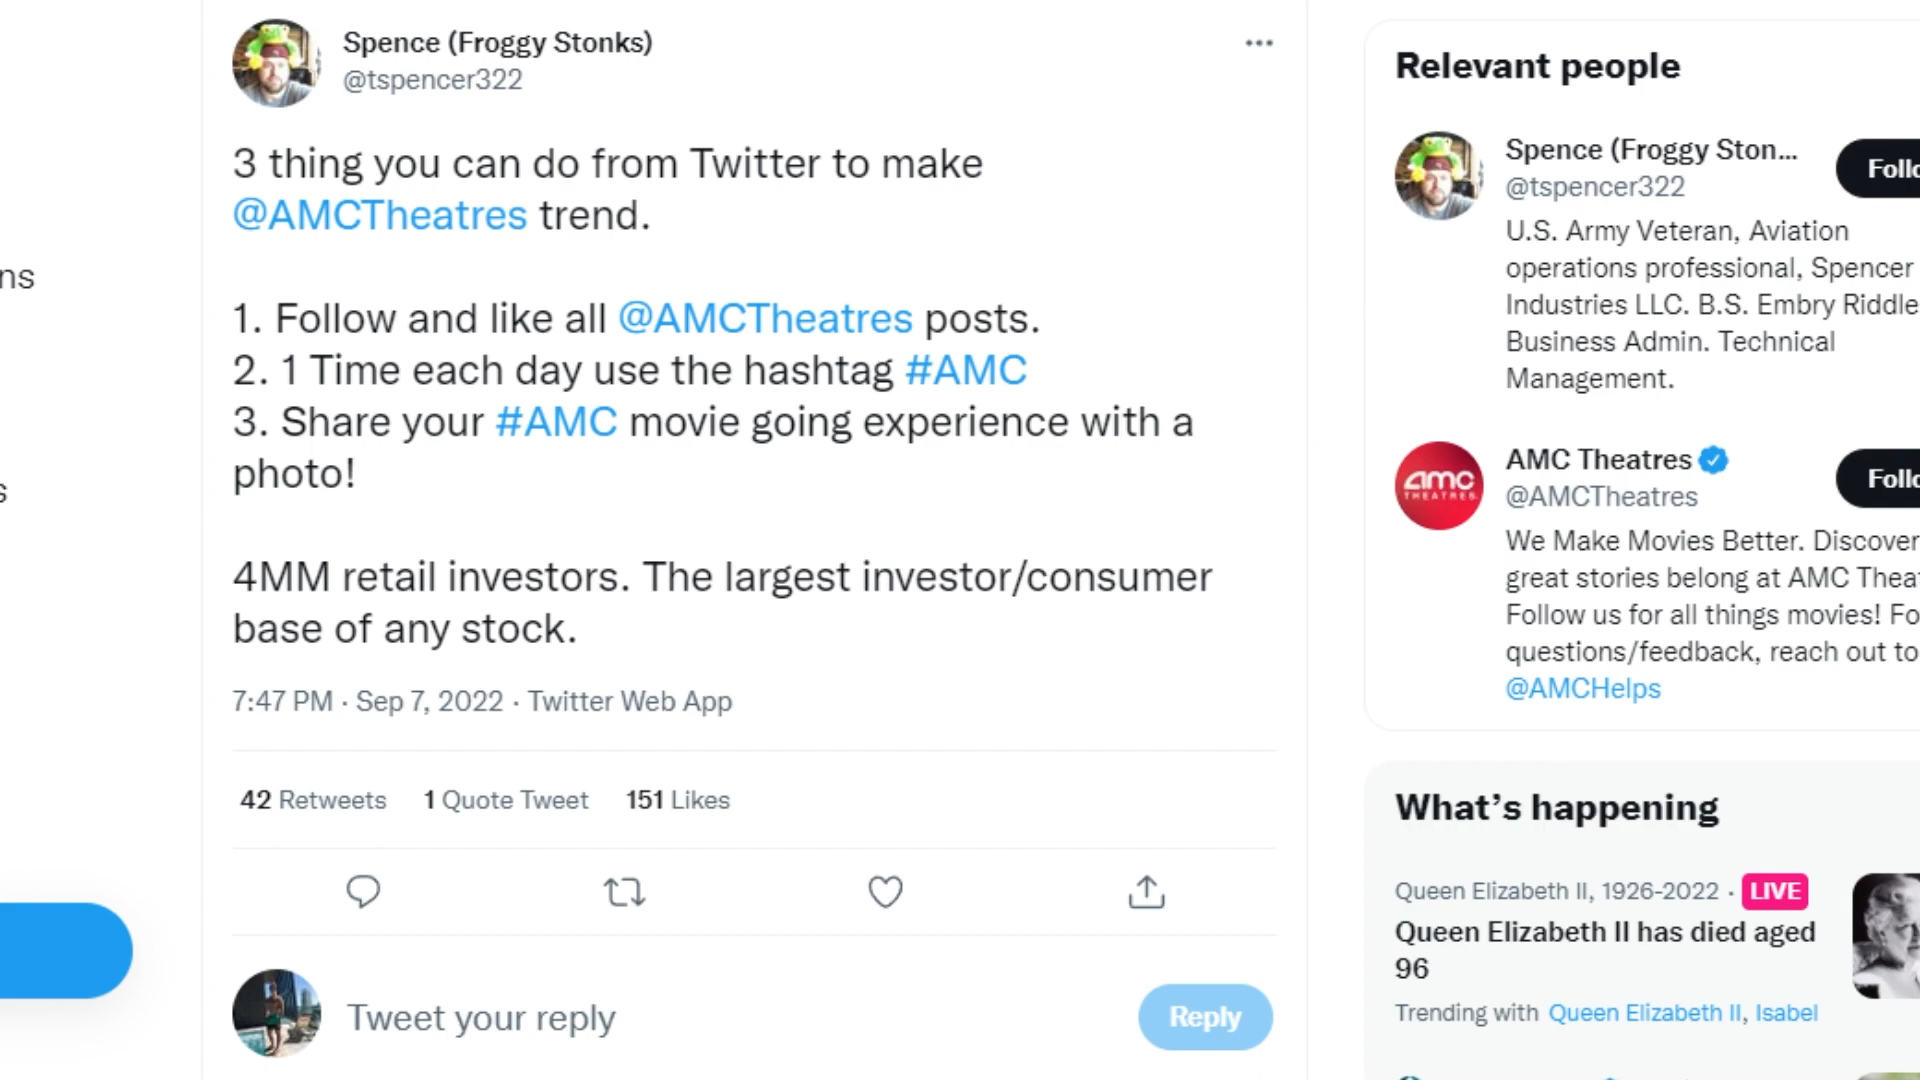 Spence (Froggy Stonks)
@tspencer322
3 thing you can do from Twitter to make
@AMCTheatres trend.
1. Follow and like all @AMCTheatres posts.
2. 1 Time each day use the hashtag #AMC
3. Share your #AMC movie going experience with a
photo!
4MM retail investors. The largest investor/consumer
base of any stock.
7:47 PM · Sep 7, 2022 · Twitter Web App
42 Retweets 1 Quote Tweet 151 Likes
Tweet your reply
Reply
ns
s
Relevant people
Spence (Froggy Ston...
@tspencer322
Follo
U.S. Army Veteran, Aviation
operations professional, Spencer
Industries LLC. B.S. Embry Riddle
Business Admin. Technical
Management.
amc
THEATRES
AMC Theatres
@AMCTheatres
Follo
We Make Movies Better. Discover
great stories belong at AMC Thea
Follow us for all things movies! Fo
questions/feedback, reach out to
@AMCHelps
What's happening
Queen Elizabeth II, 1926-2022 · LIVE
Queen Elizabeth II has died aged
96
Trending with Queen Elizabeth II, Isabel